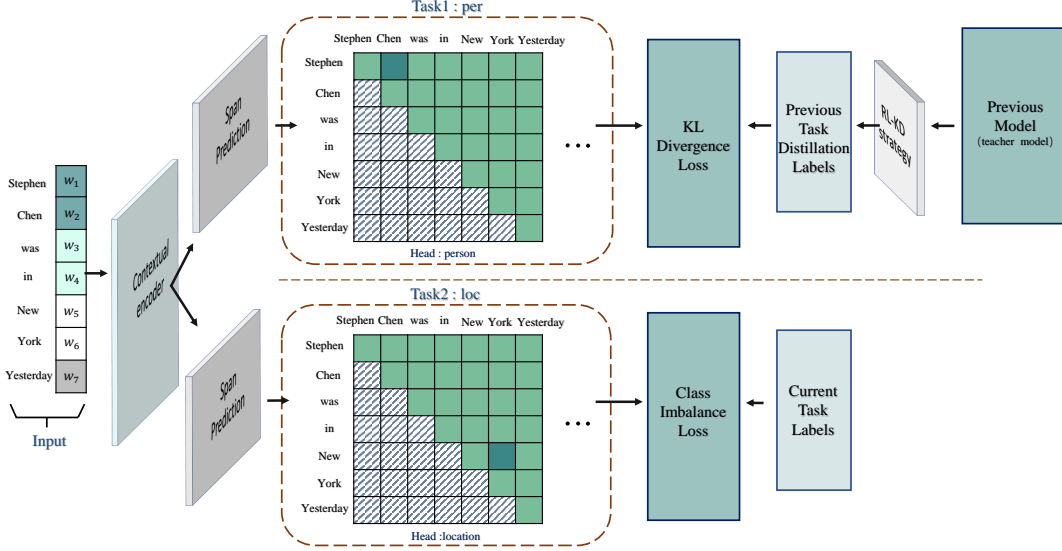 Task1 : per
Stephen Chen was in New York Yesterday
Stephen
Chen
was
in
New
York
Yesterday
Head : person
Span
Prediction
...
KL
Divergence
Loss
Previous
Task
Distillation
Labels
RL-KD
strategy
Previous
Model
(teacher model)
Stephen w1
Chen w2
was w3
in w4
New w5
York w6
Yesterday w7
Input
Contextual
encoder
Task2 : loc
Stephen Chen was in New York Yesterday
Stephen
Chen
was
in
New
York
Yesterday
Head :location
Span
Prediction
...
Class
Imbalance
Loss
Current
Task
Labels